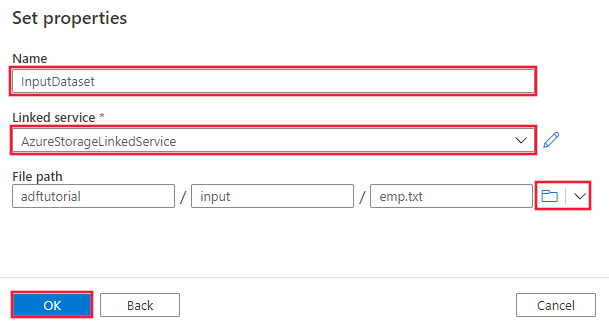 Set properties
Name
InputDataset
Linked service *
AzureStorageLinkedService
File path
adftutorial / input / emp.txt
OK Back Cancel